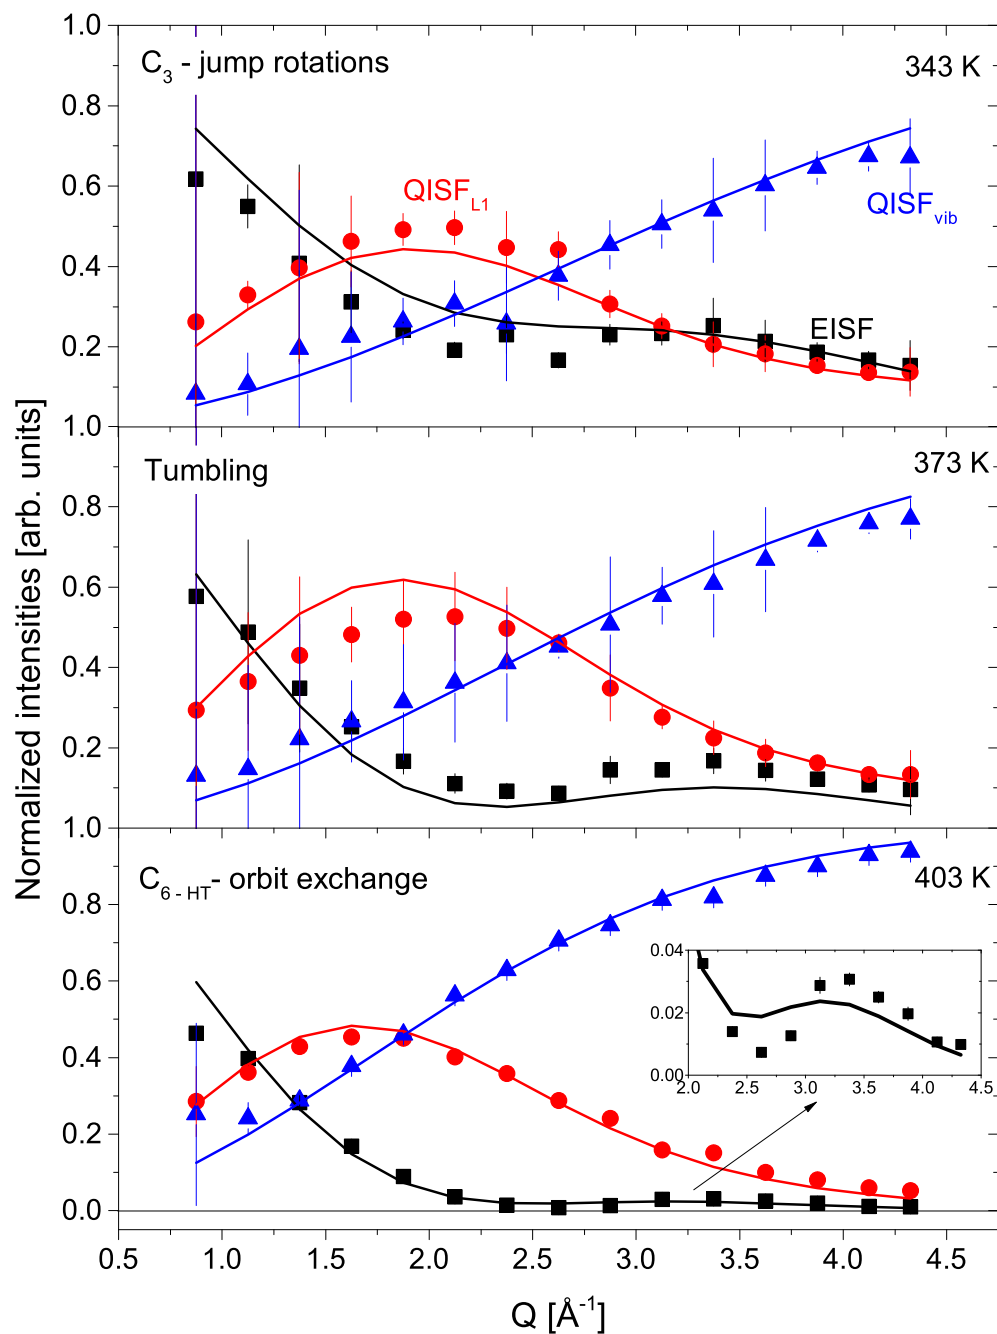 1.0
C3 - jump rotations
343 K
0.8
QISFL1
QISFvib
0.6
0.4
EISF
0.2
1.0
Tumbling
373 K
0.8
0.6
0.4
0.2
1.0
C6 - HT - orbit exchange
403 K
0.8
0.6
0.4
0.2
0.0
0.04
0.02
0.00
2.0 2.5 3.0 3.5 4.0 4.5
0.5 1.0 1.5 2.0 2.5 3.0 3.5 4.0 4.5
Normalized intensities [arb. units]
Q [Å-1]